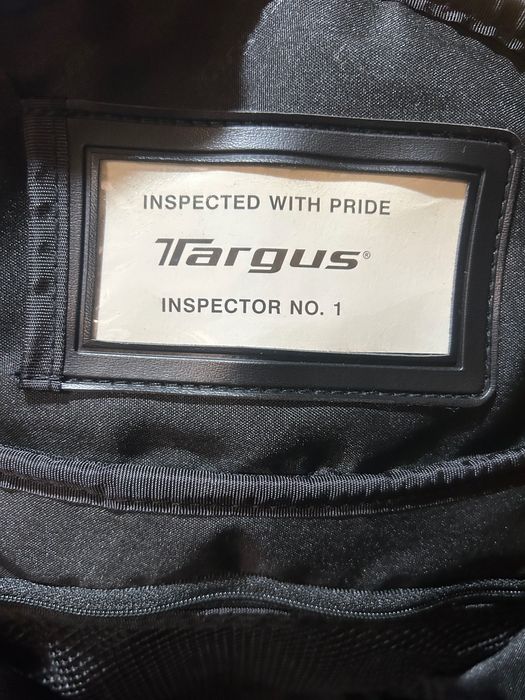 INSPECTED WITH PRIDE
Targus®
INSPECTOR NO. 1